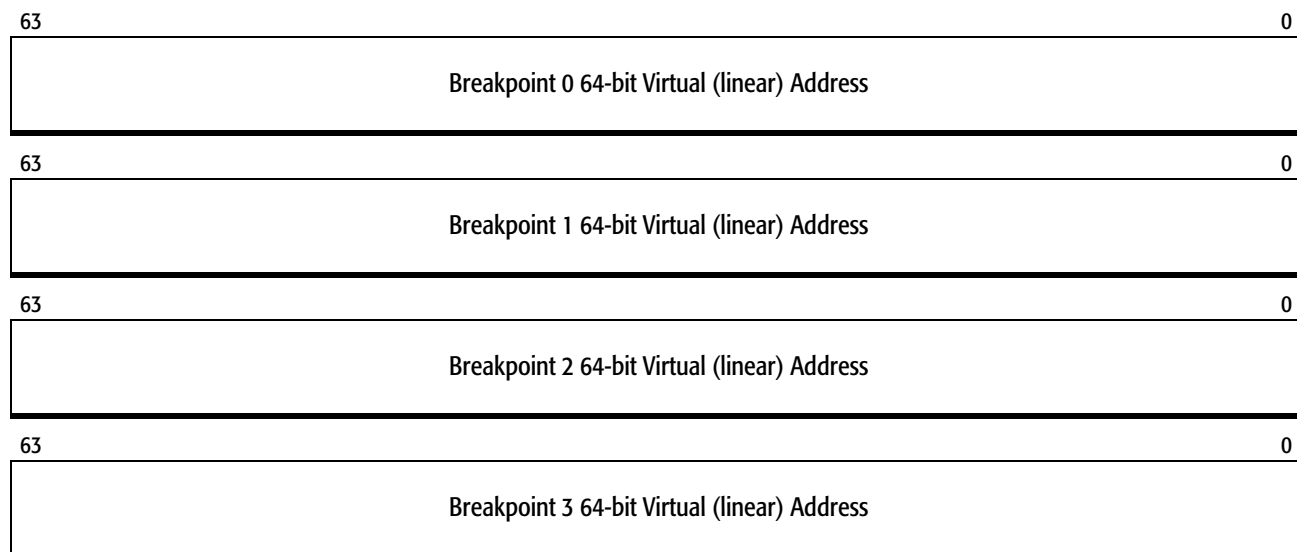 63 0
Breakpoint 0 64-bit Virtual (linear) Address
63 0
Breakpoint 1 64-bit Virtual (linear) Address
63 0
Breakpoint 2 64-bit Virtual (linear) Address
63 0
Breakpoint 3 64-bit Virtual (linear) Address